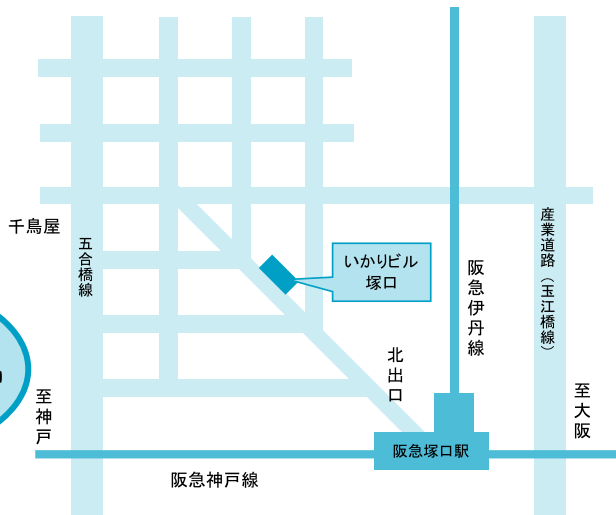 千鳥屋
五合橋線
いかりビル
塚口
阪急伊丹線
産業道路（玉江橋線）
北出口
至神戸
至大阪
阪急塚口駅
阪急神戸線